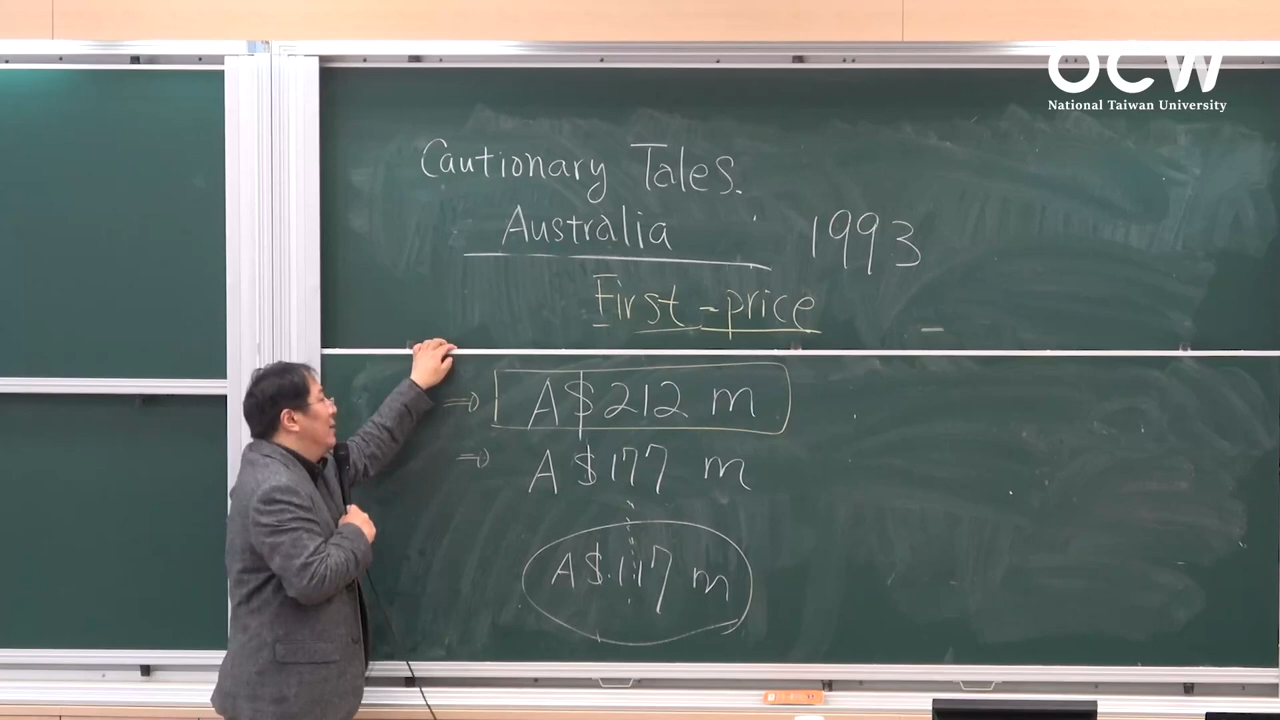 OCW
National Taiwan University
Cautionary Tales.
Australia 1993
First-price
⇒ A$212 m
⇒ A$177 m
A$117 m